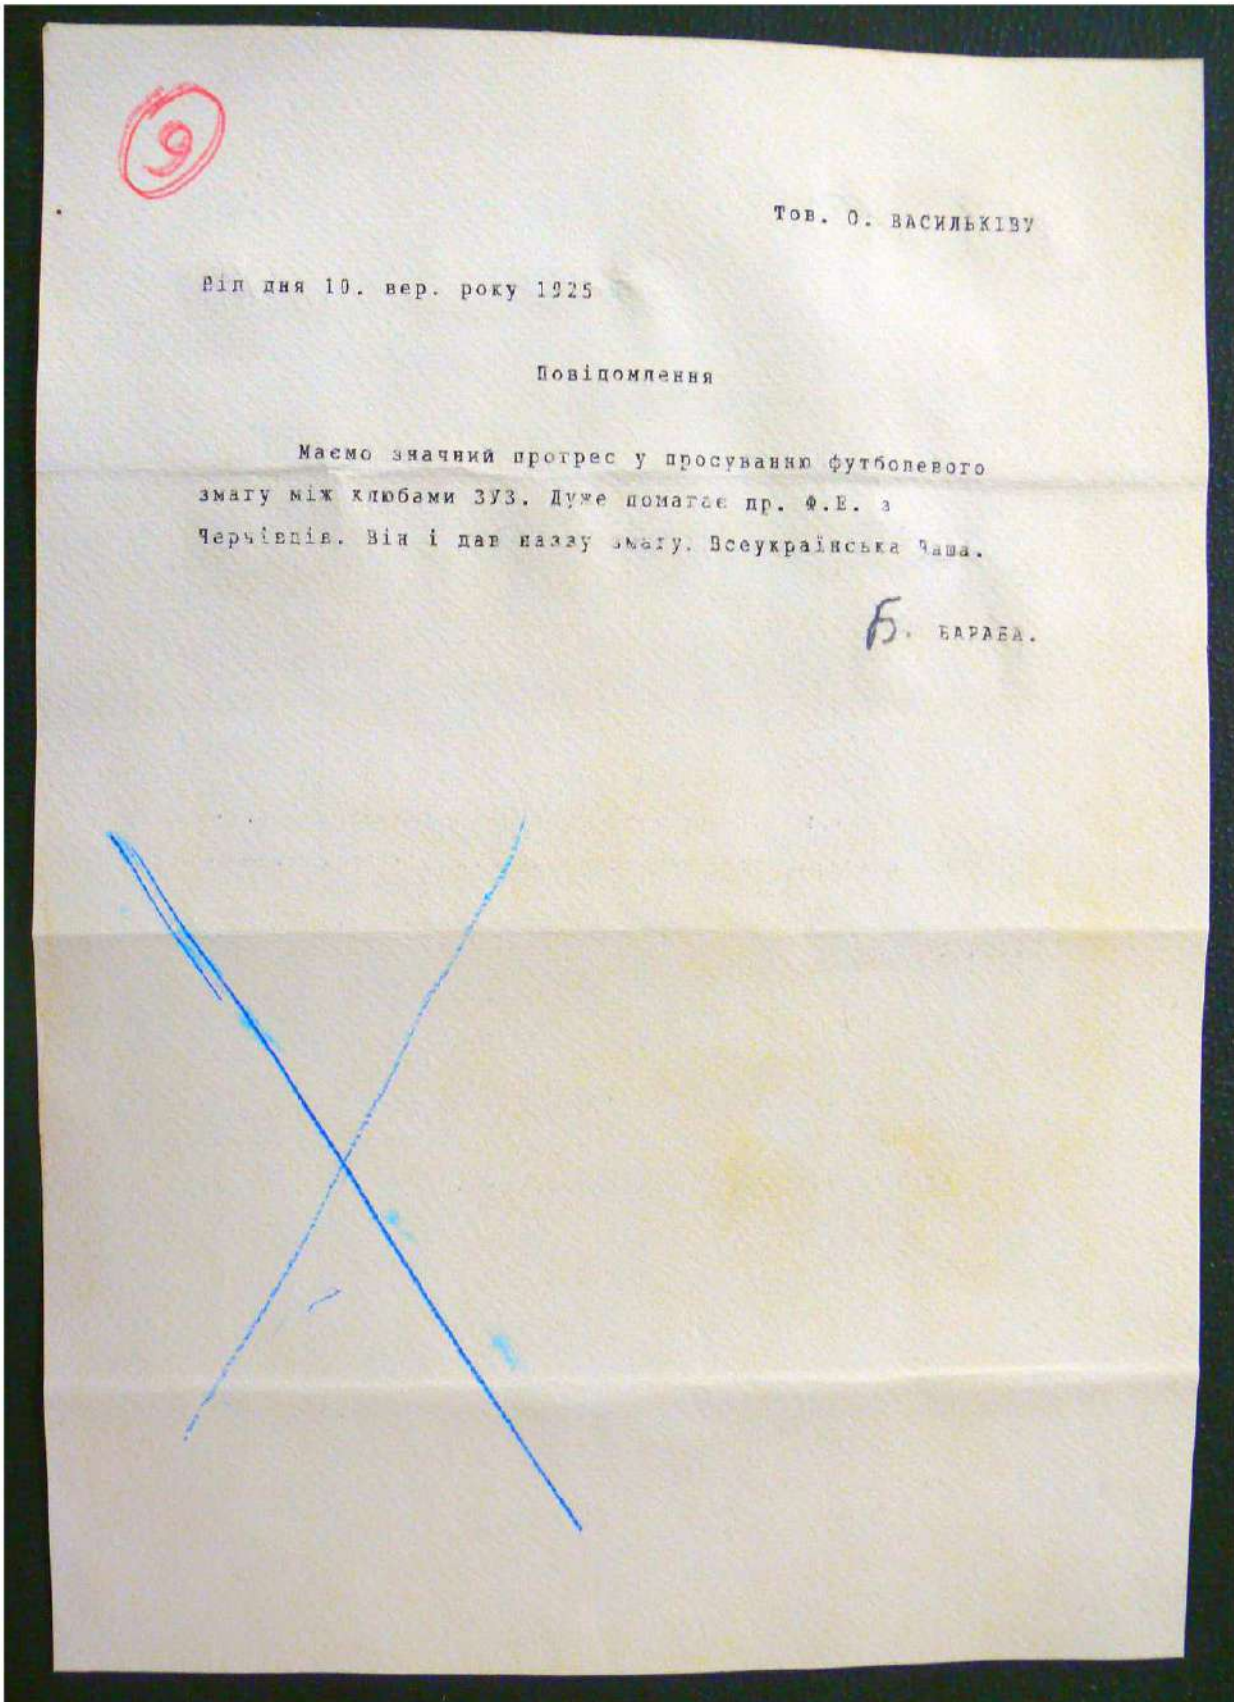 9
Тов. О. ВАСИЛЬКІВУ
Від дня 10. вер. року 1925
Повідомлення
Маємо значний прогрес у просуванню футболевого
змагу між клюбами ЗУЗ. Дуже помагає пр. Ф.Е. з
Чернівців. Він і дав назву змагу. Всеукраїнська Чаша.
Б. БАРАБА.